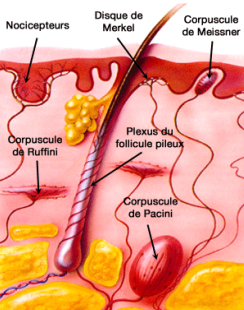 Nocicepteurs
Disque de
Merkel
Corpuscule
de Meissner
Corpuscule
de Ruffini
Plexus du
follicule pileux
Corpuscule
de Pacini